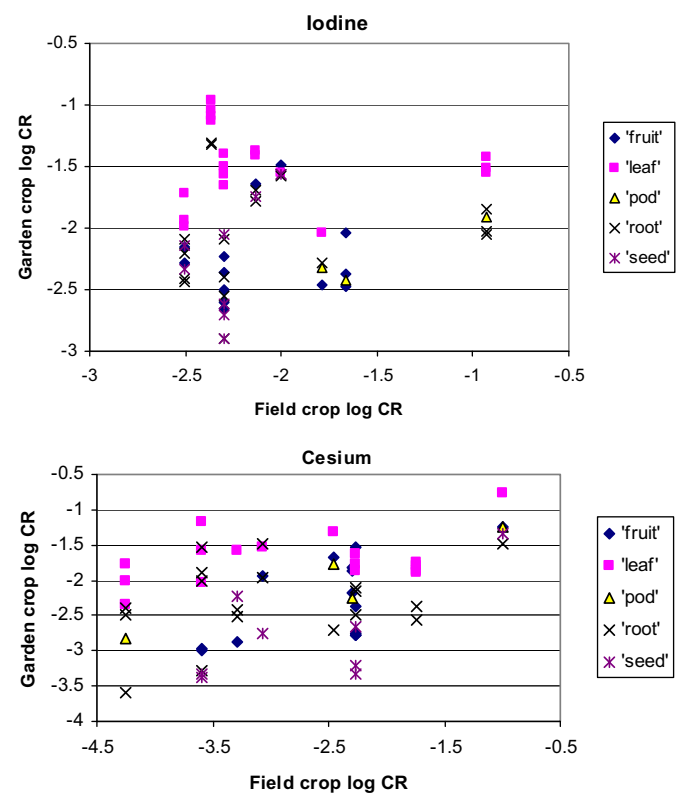 Iodine
-0.5
-1
-1.5
-2
-2.5
-3
-3 -2.5 -2 -1.5 -1 -0.5
Garden crop log CR
Field crop log CR
'fruit'
'leaf'
'pod'
'root'
'seed'
Cesium
-0.5
-1
-1.5
-2
-2.5
-3
-3.5
-4
-4.5 -3.5 -2.5 -1.5 -0.5
Garden crop log CR
Field crop log CR
'fruit'
'leaf'
'pod'
'root'
'seed'